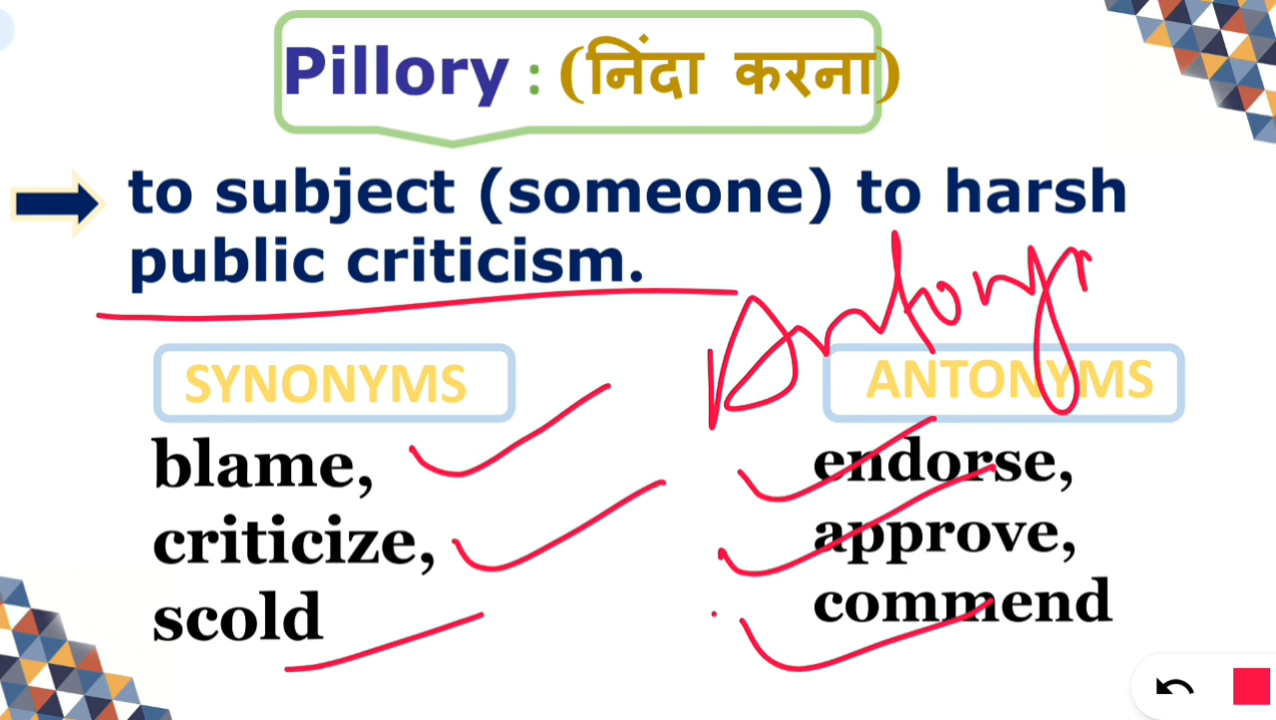 Pillory : (निंदा करना)
to subject (someone) to harsh
public criticism.
SYNONYMS
ANTONYMS
blame,
criticize,
scold
endorse,
approve,
commend